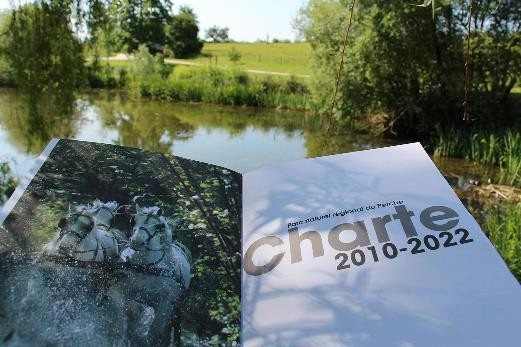 Parc naturel régional du Perche
charte
2010-2022